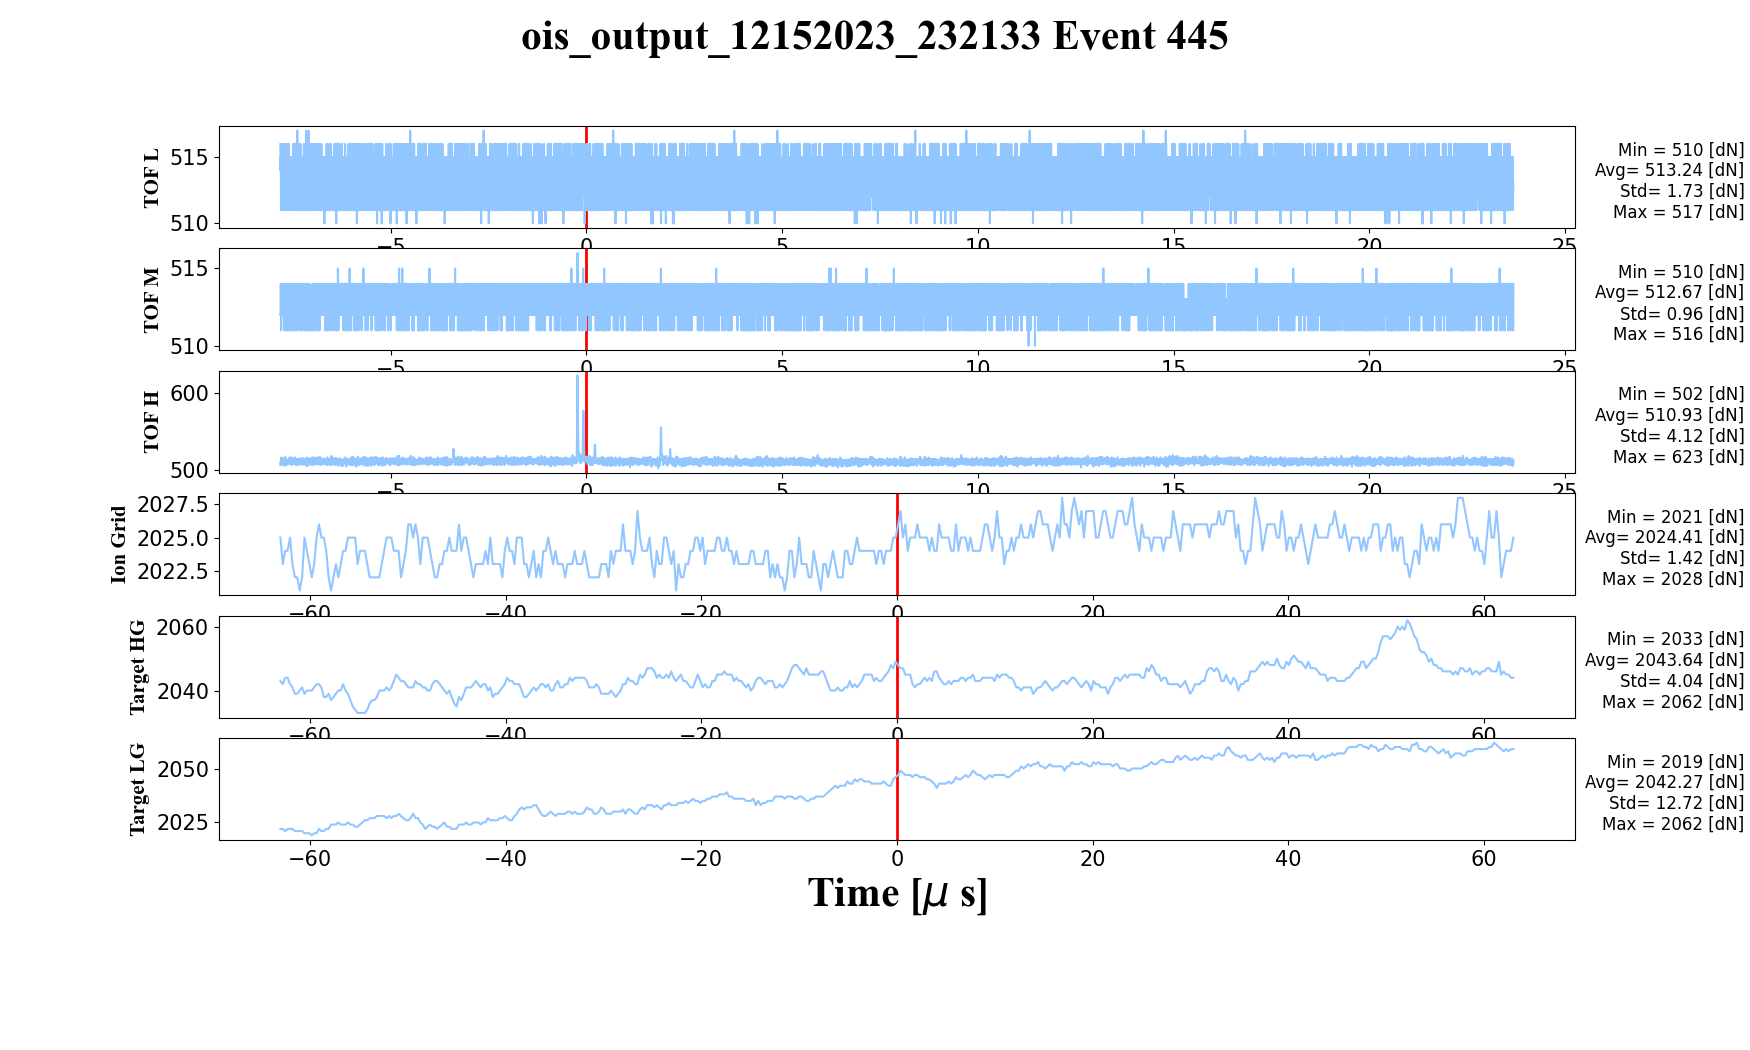 ois_output_12152023_232133 Event 445
TOF L
515
510
−5
0
5
10
15
20
25
Min = 510 [dN]
Avg= 513.24 [dN]
Std= 1.73 [dN]
Max = 517 [dN]
TOF M
515
510
−5
0
5
10
15
20
25
Min = 510 [dN]
Avg= 512.67 [dN]
Std= 0.96 [dN]
Max = 516 [dN]
TOF H
600
500
−5
0
5
10
15
20
25
Min = 502 [dN]
Avg= 510.93 [dN]
Std= 4.12 [dN]
Max = 623 [dN]
Ion Grid
2027.5
2025.0
2022.5
−60
−40
−20
0
20
40
60
Min = 2021 [dN]
Avg= 2024.41 [dN]
Std= 1.42 [dN]
Max = 2028 [dN]
Target HG
2060
2040
−60
−40
−20
0
20
40
60
Min = 2033 [dN]
Avg= 2043.64 [dN]
Std= 4.04 [dN]
Max = 2062 [dN]
Target LG
2050
2025
−60
−40
−20
0
20
40
60
Min = 2019 [dN]
Avg= 2042.27 [dN]
Std= 12.72 [dN]
Max = 2062 [dN]
Time [μ s]